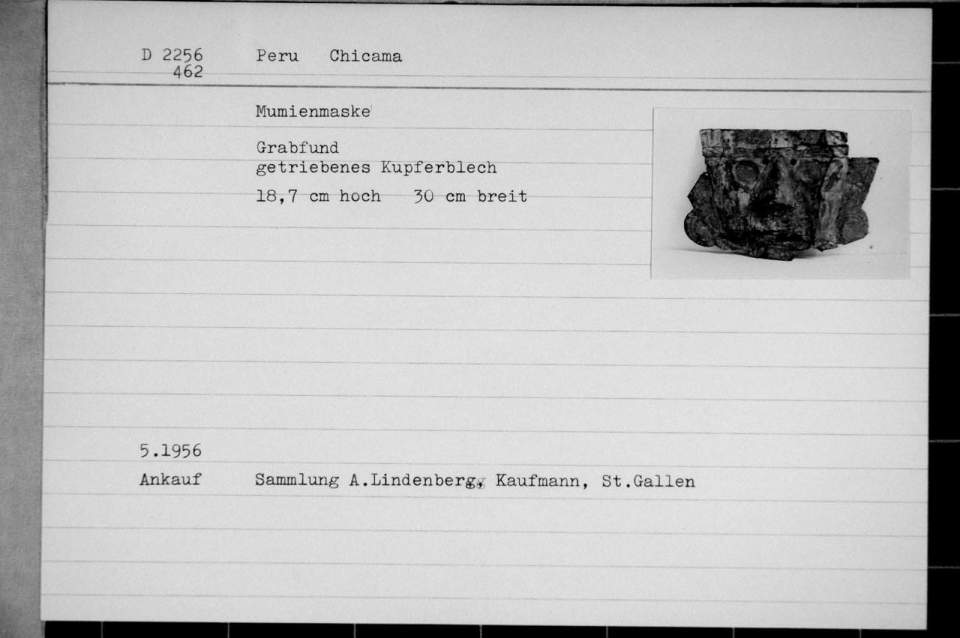 D 2256 Peru Chicama
462
Mumienmaske
Grabfund
getriebenes Kupferblech
18,7 cm hoch 30 cm breit
5.1956
Ankauf Sammlung A.Lindenberg, Kaufmann, St.Gallen